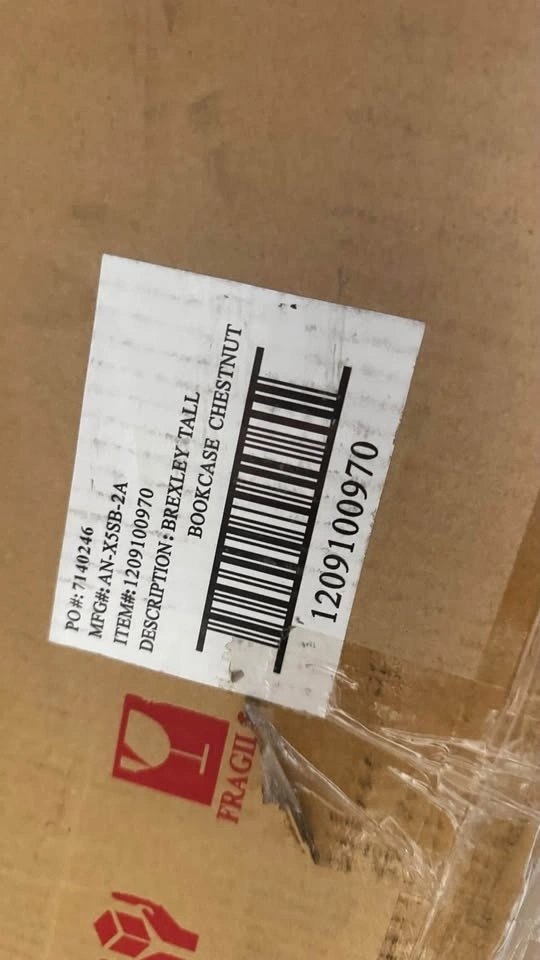 PO#: 7140246
MFG#: AN-X5SB-2A
ITEM#: 1209100970
DESCRIPTION: BREXLEY TALL
BOOKCASE CHESTNUT
1209100970
FRAGIL